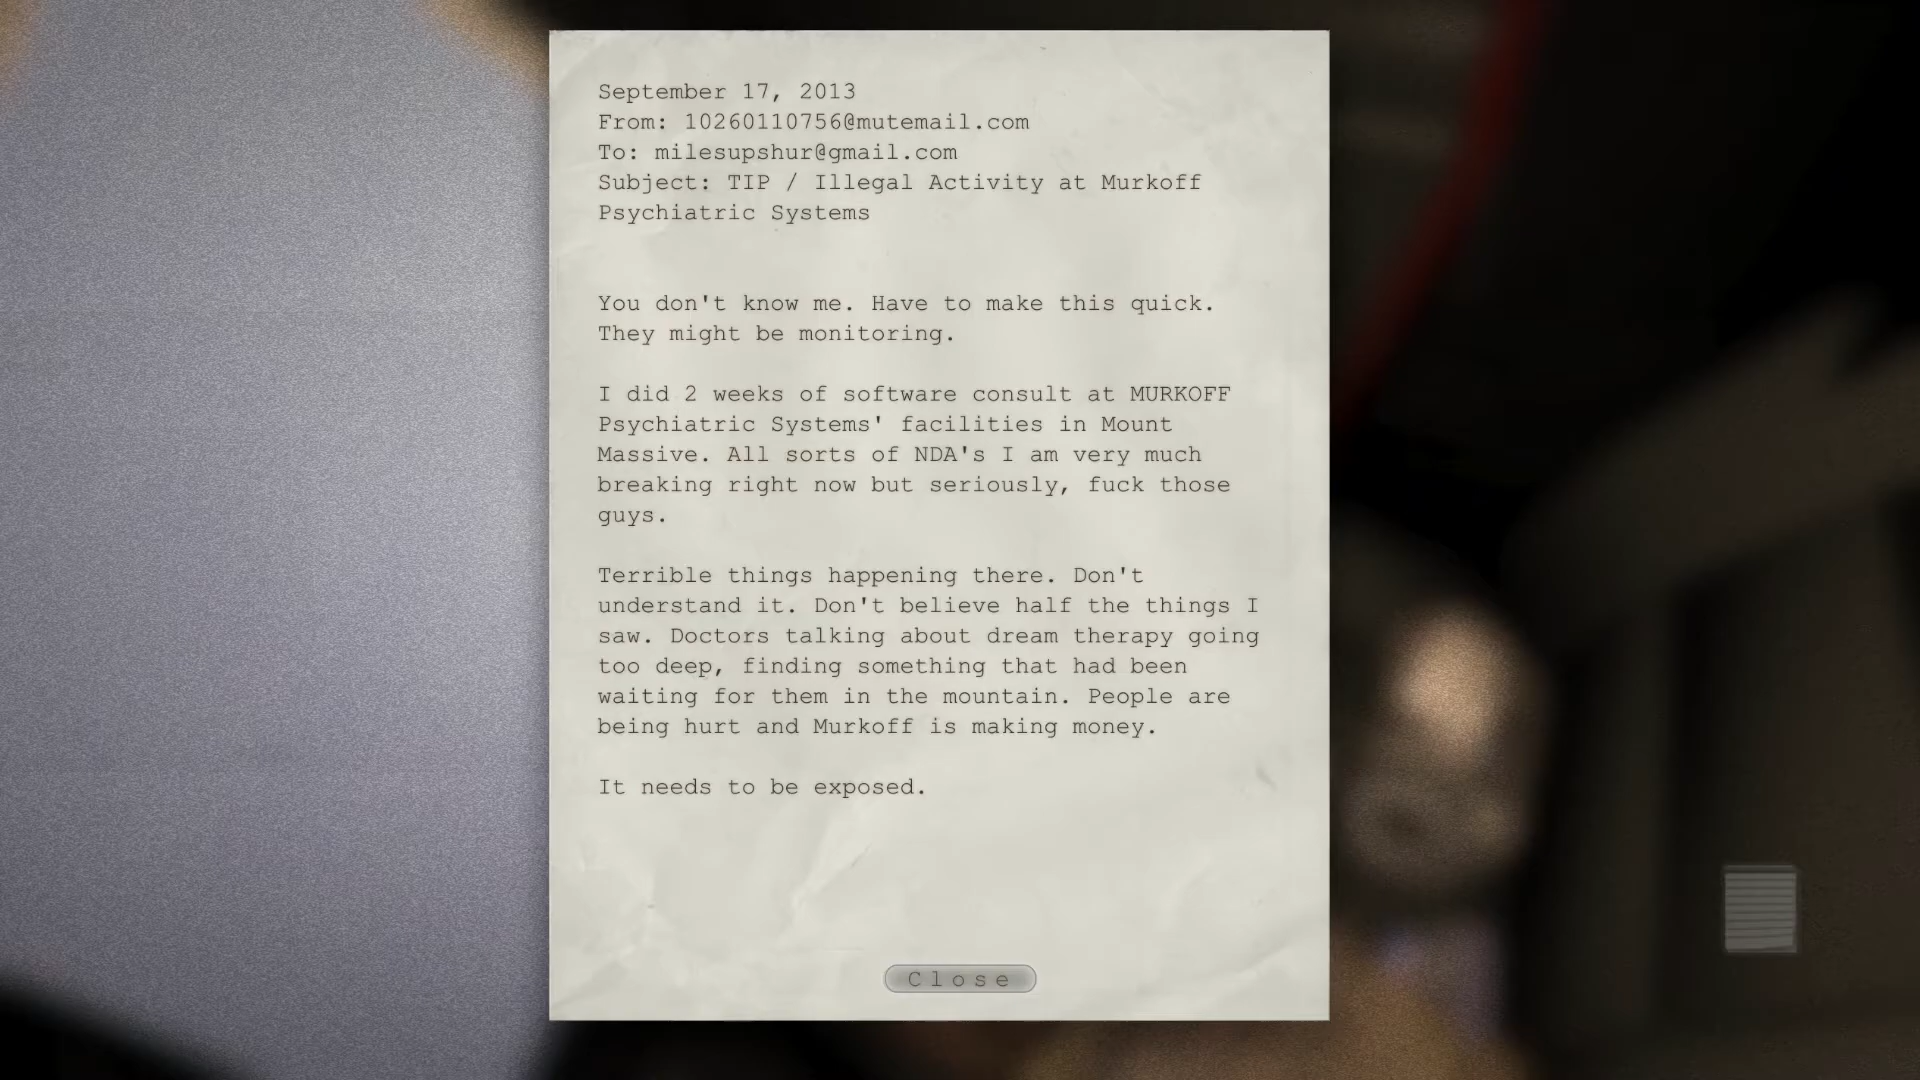 September 17, 2013
From: 10260110756@mutemail.com
To: milesupshur@gmail.com
Subject: TIP / Illegal Activity at Murkoff
Psychiatric Systems
You don't know me. Have to make this quick.
They might be monitoring.
I did 2 weeks of software consult at MURKOFF
Psychiatric Systems' facilities in Mount
Massive. All sorts of NDA's I am very much
breaking right now but seriously, fuck those
guys.
Terrible things happening there. Don't
understand it. Don't believe half the things I
saw. Doctors talking about dream therapy going
too deep, finding something that had been
waiting for them in the mountain. People are
being hurt and Murkoff is making money.
It needs to be exposed.
Close